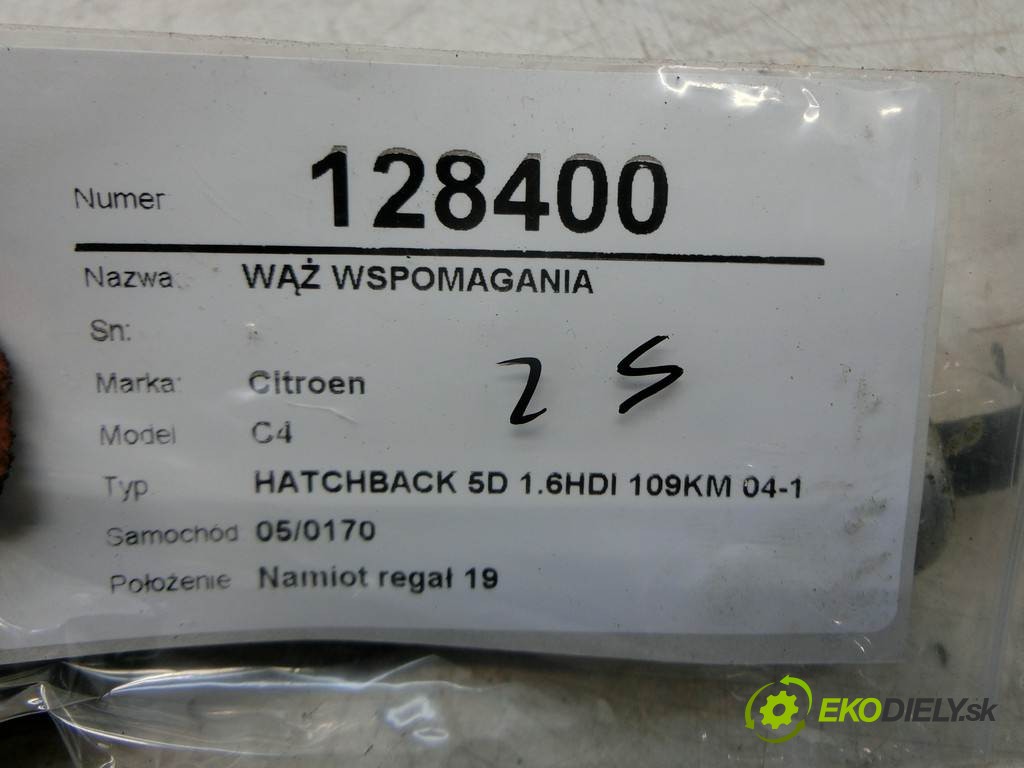 Numer 128400
Nazwa: WĄŻ WSPOMAGANIA
Sn:
Marka: Citroen
2 5
Model C4
Typ HATCHBACK 5D 1.6HDI 109KM 04-1
Samochód 05/0170
Położenie Namiot regał 19
EKODIELY.sk